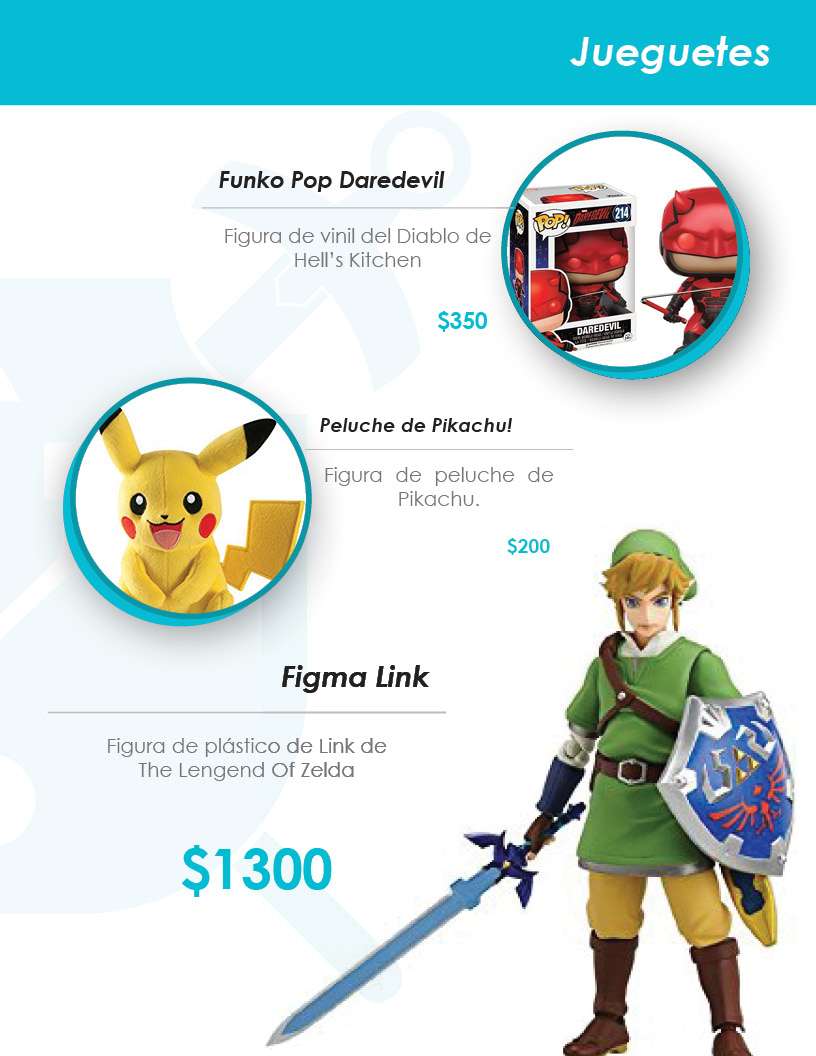 Jueguetes
Funko Pop Daredevil
Figura de vinil del Diablo de
Hell's Kitchen
$350
POP!
DAREDEVIL
214
DAREDEVIL
Peluche de Pikachu!
Figura de peluche de
Pikachu.
$200
Figma Link
Figura de plástico de Link de
The Lengend Of Zelda
$1300